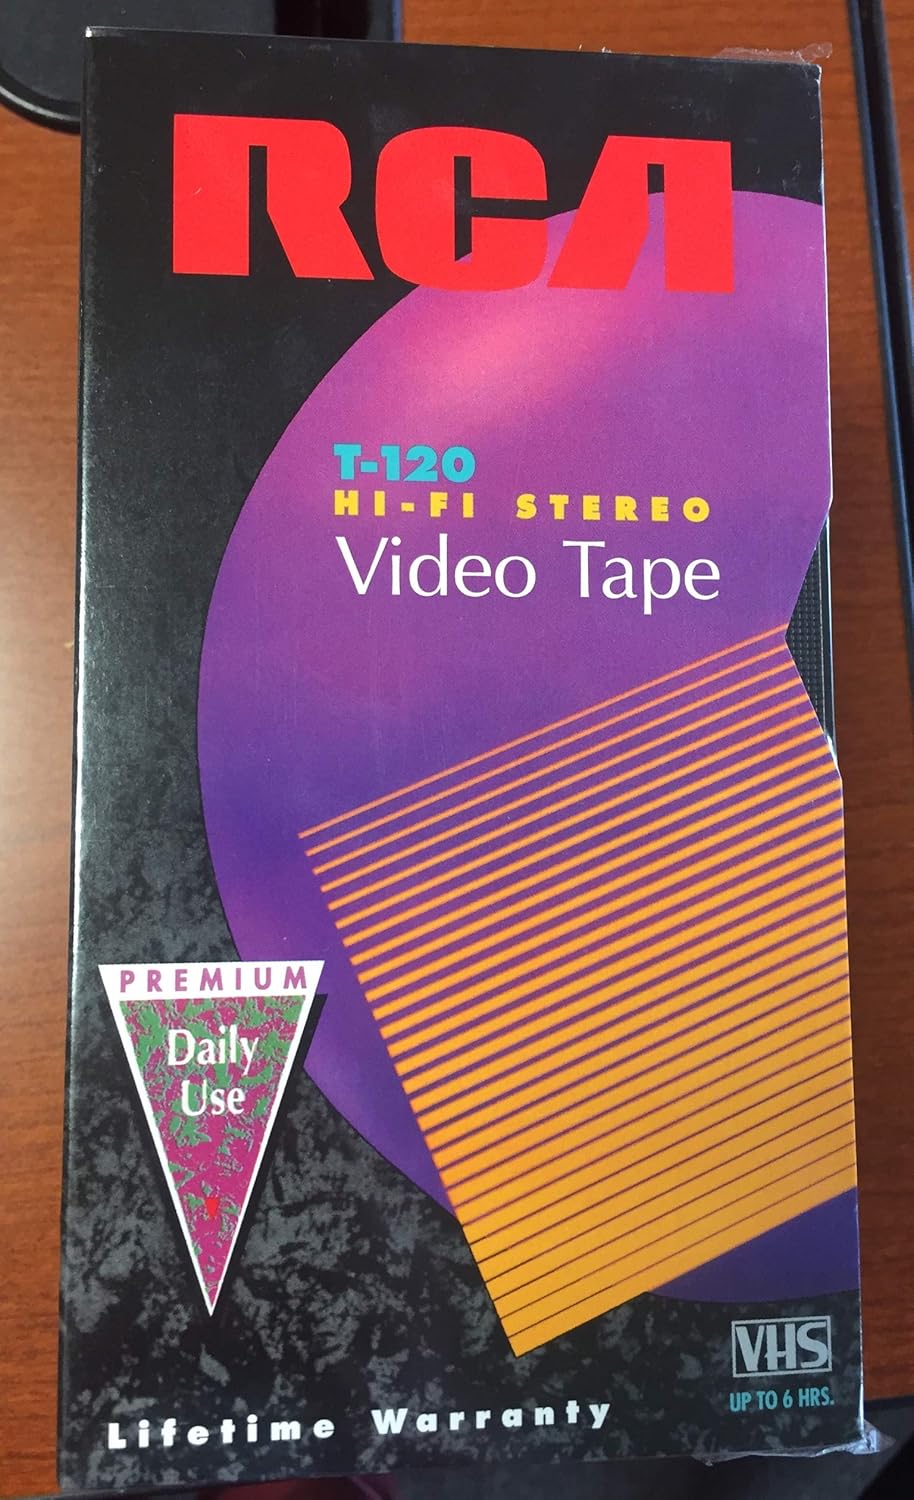 RCA
T-120
HI-FI STEREO
Video Tape
PREMIUM
Daily
Use
VHS
UP TO 6 HRS.
Lifetime Warranty